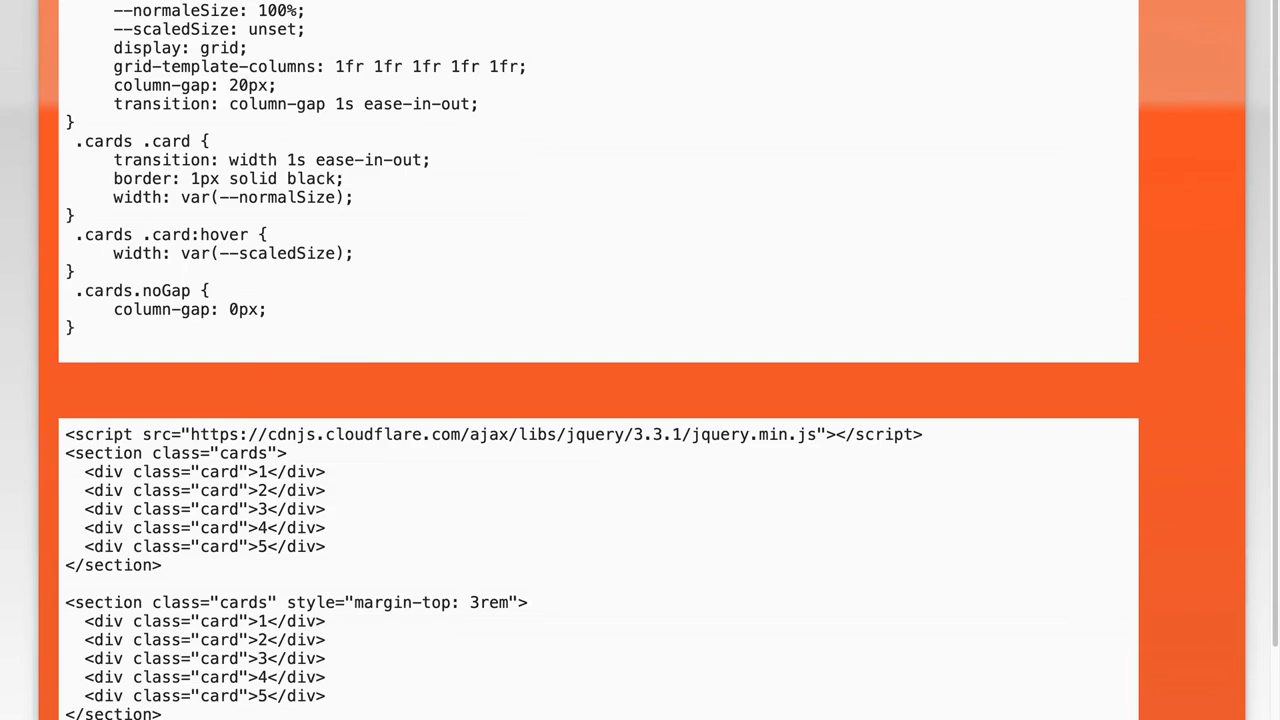 --normaleSize: 100%;
--scaledSize: unset;
display: grid;
grid-template-columns: 1fr 1fr 1fr 1fr 1fr;
column-gap: 20px;
transition: column-gap 1s ease-in-out;
}
.cards .card {
transition: width 1s ease-in-out;
border: 1px solid black;
width: var(--normalSize);
}
.cards .card:hover {
width: var(--scaledSize);
}
.cards.noGap {
column-gap: 0px;
}
<script src="https://cdnjs.cloudflare.com/ajax/libs/jquery/3.3.1/jquery.min.js"></script>
<section class="cards">
<div class="card">1</div>
<div class="card">2</div>
<div class="card">3</div>
<div class="card">4</div>
<div class="card">5</div>
</section>
<section class="cards" style="margin-top: 3rem">
<div class="card">1</div>
<div class="card">2</div>
<div class="card">3</div>
<div class="card">4</div>
<div class="card">5</div>
</section>